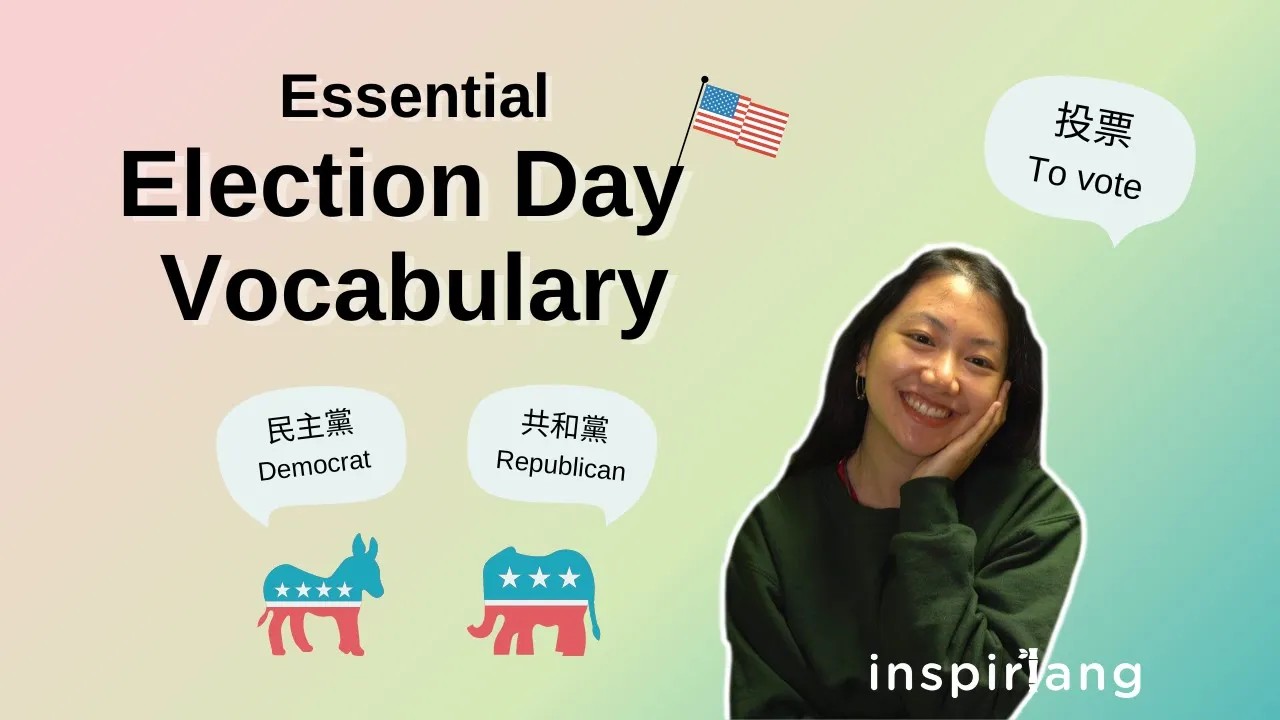 Essential
Election Day
Vocabulary
投票
To vote
民主黨
Democrat
共和黨
Republican
inspirlang